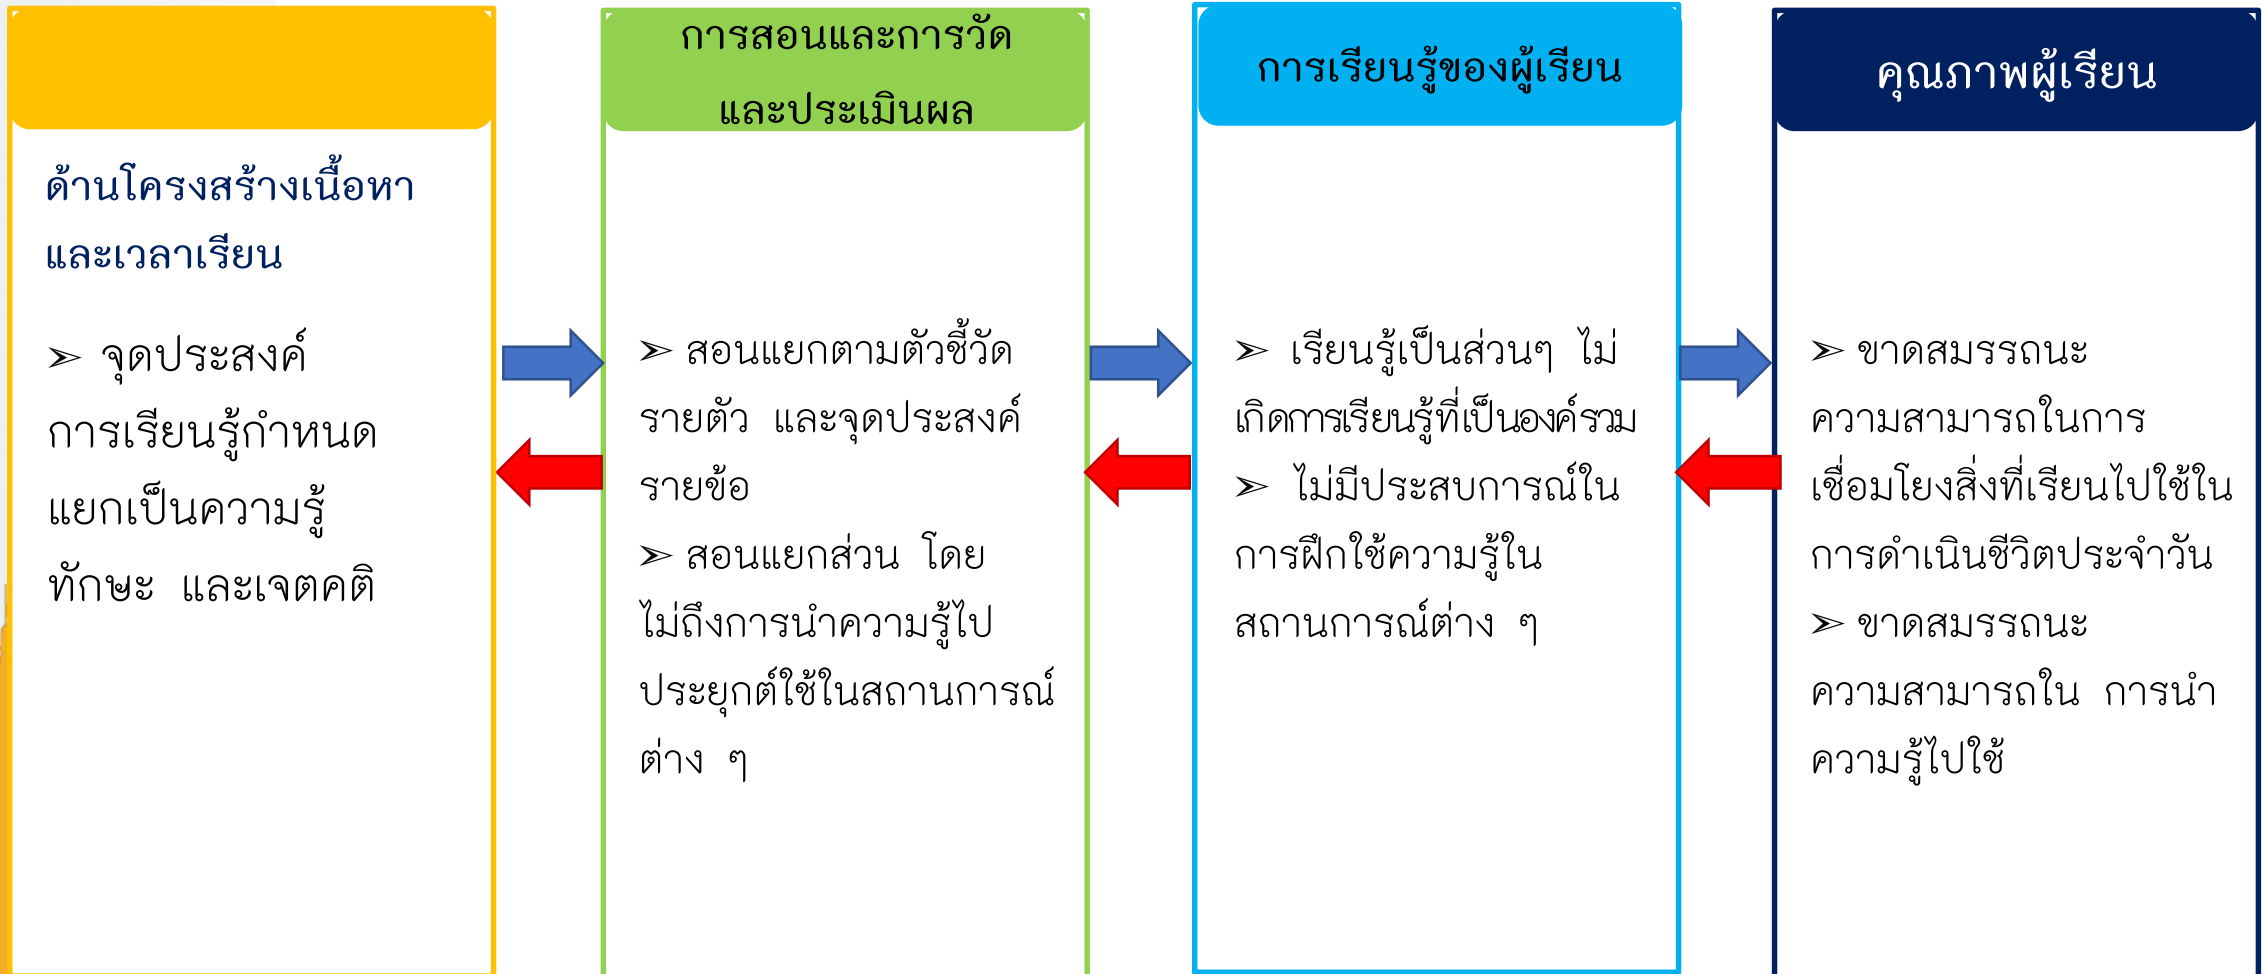 ด้านโครงสร้างเนื้อหา
และเวลาเรียน
➢ จุดประสงค์
การเรียนรู้กำหนด
แยกเป็นความรู้
ทักษะ และเจตคติ
การสอนและการวัด
และประเมินผล
➢ สอนแยกตามตัวชี้วัด
รายตัว และจุดประสงค์
รายข้อ
➢ สอนแยกส่วน โดย
ไม่ถึงการนำความรู้ไป
ประยุกต์ใช้ในสถานการณ์
ต่าง ๆ
การเรียนรู้ของผู้เรียน
➢ เรียนรู้เป็นส่วนๆ ไม่
เกิดการเรียนรู้ที่เป็นองค์รวม
➢ ไม่มีประสบการณ์ใน
การฝึกใช้ความรู้ใน
สถานการณ์ต่าง ๆ
คุณภาพผู้เรียน
➢ ขาดสมรรถนะ
ความสามารถในการ
เชื่อมโยงสิ่งที่เรียนไปใช้ใน
การดำเนินชีวิตประจำวัน
➢ ขาดสมรรถนะ
ความสามารถใน การนำ
ความรู้ไปใช้